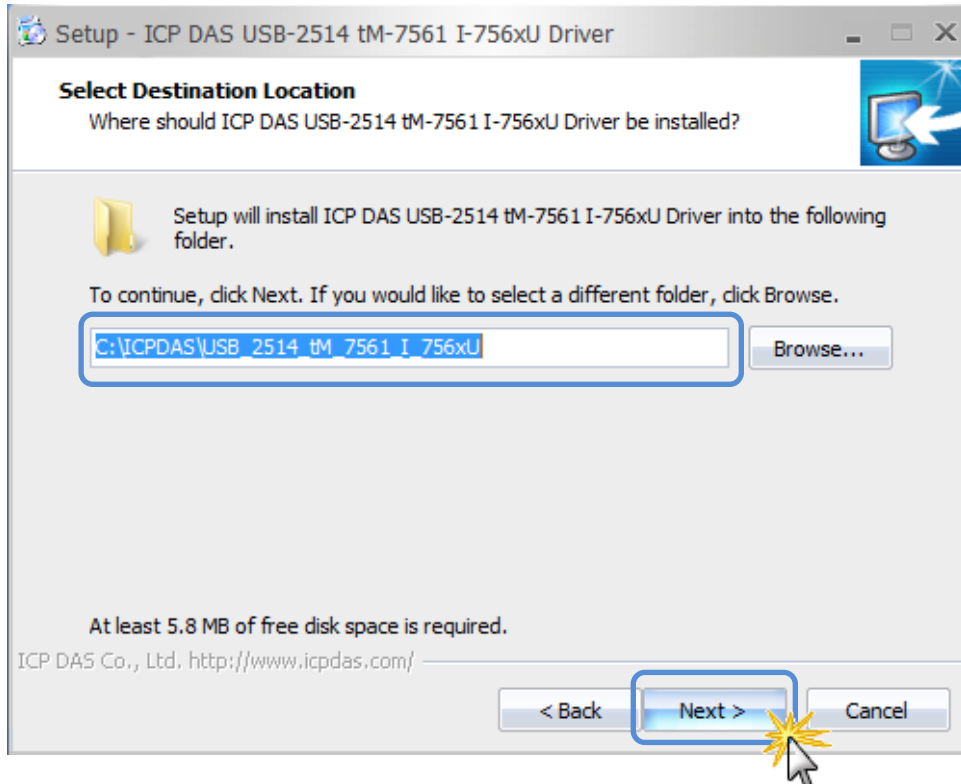 Setup - ICP DAS USB-2514 tM-7561 I-756xU Driver
Select Destination Location
Where should ICP DAS USB-2514 tM-7561 I-756xU Driver be installed?
Setup will install ICP DAS USB-2514 tM-7561 I-756xU Driver into the following
folder.
To continue, click Next. If you would like to select a different folder, click Browse.
C:\ICPDAS\USB_2514_tM_7561_I_756xU
Browse...
At least 5.8 MB of free disk space is required.
ICP DAS Co., Ltd. http://www.icpdas.com/
< Back
Next >
Cancel